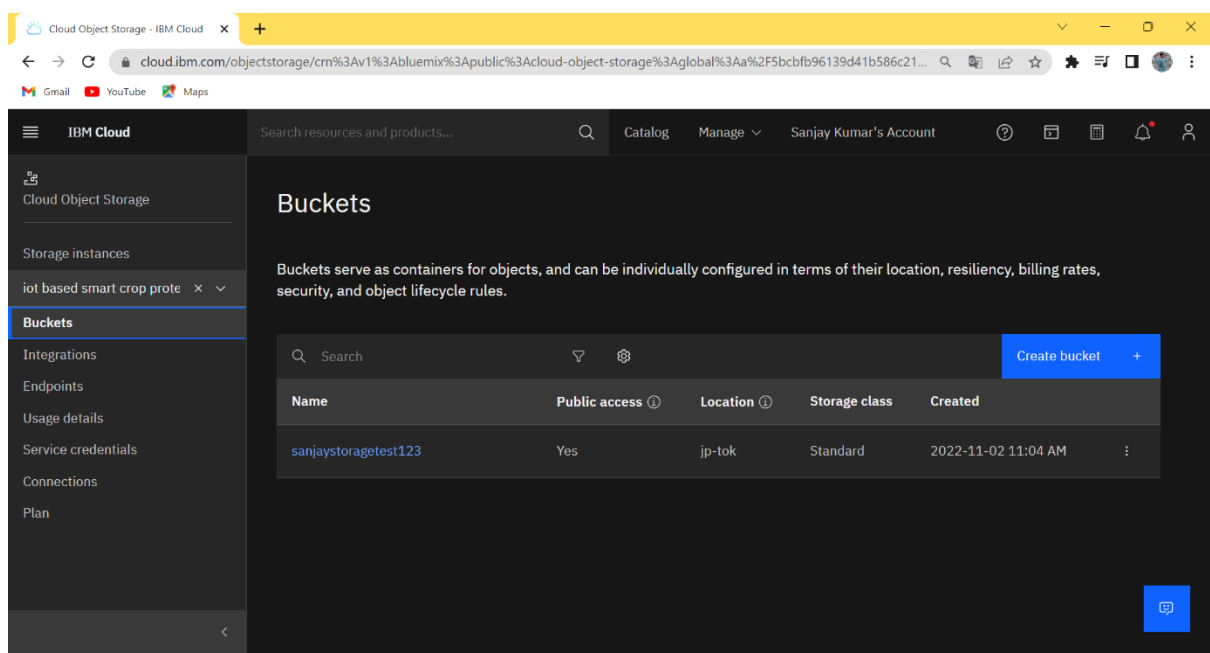 Cloud Object Storage - IBM Cloud
cloud.ibm.com/objectstorage/crn%3Av1%3Abluemix%3Apublic%3Acloud-object-storage%3Aglobal%3Aa%2F5bcbfb96139d41b586c21...
Gmail YouTube Maps
IBM Cloud Search resources and products... Catalog Manage Sanjay Kumar's Account
Cloud Object Storage
Storage instances
iot based smart crop prote
Buckets
Integrations
Endpoints
Usage details
Service credentials
Connections
Plan
Buckets
Buckets serve as containers for objects, and can be individually configured in terms of their location, resiliency, billing rates,
security, and object lifecycle rules.
Search Create bucket +
Name Public access Location Storage class Created
sanjaystoragetest123 Yes jp-tok Standard 2022-11-02 11:04 AM